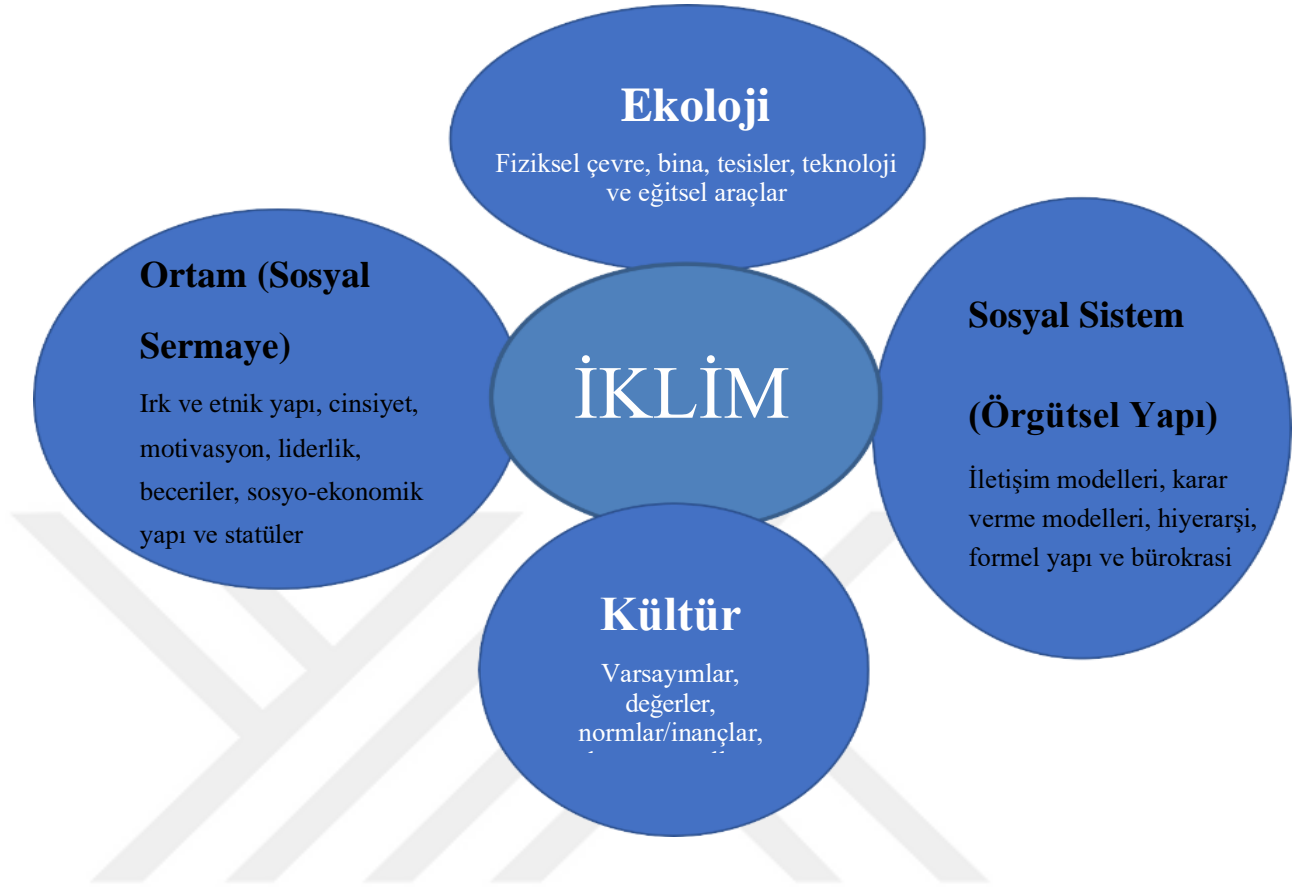 Ekoloji
Fiziksel çevre, bina, tesisler, teknoloji
ve eğitsel araçlar
Ortam (Sosyal
Sermaye)
Irk ve etnik yapı, cinsiyet,
motivasyon, liderlik,
beceriler, sosyo-ekonomik
yapı ve statüler
İKLİM
Sosyal Sistem
(Örgütsel Yapı)
İletişim modelleri, karar
verme modelleri, hiyerarşi,
formel yapı ve bürokrasi
Kültür
Varsayımlar,
değerler,
normlar/inançlar,